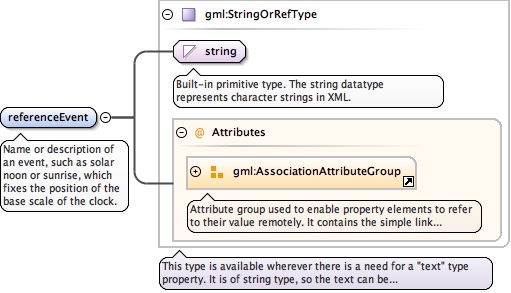 gml:StringOrRefType
string
Built-in primitive type. The string datatype
represents character strings in XML.
referenceEvent
Name or description of
an event, such as solar
noon or sunrise, which
fixes the position of the
base scale of the clock.
@ Attributes
gml:AssociationAttributeGroup
Attribute group used to enable property elements to refer
to their value remotely. It contains the simple link...
This type is available wherever there is a need for a "text" type
property. It is of string type, so the text can be...